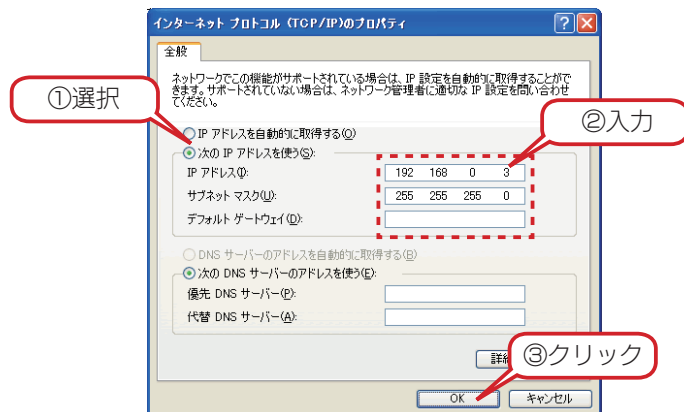 インターネット プロトコル (TCP/IP)のプロパティ
全般
ネットワークでこの機能がサポートされている場合は、IP 設定を自動的に取得することがで
きます。サポートされていない場合は、ネットワーク管理者に適切な IP 設定を問い合わせ
てください。
①選択
②入力
IP アドレスを自動的に取得する(O)
次の IP アドレスを使う(S):
IP アドレス(I): 192 168 0 3
サブネット マスク(U): 255 255 255 0
デフォルト ゲートウェイ(D):
DNS サーバーのアドレスを自動的に取得する(B)
次の DNS サーバーのアドレスを使う(E):
優先 DNS サーバー(P):
代替 DNS サーバー(A):
詳細
③クリック
OK キャンセル